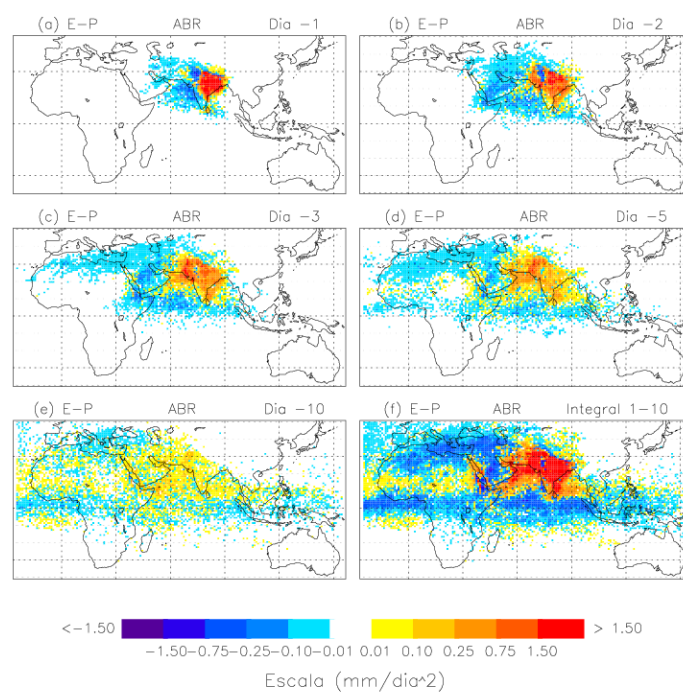 (a) E-P ABR Dia -1
(b) E-P ABR Dia -2
(c) E-P ABR Dia -3
(d) E-P ABR Dia -5
(e) E-P ABR Dia -10
(f) E-P ABR Integral 1-10
<-1.50 > 1.50
-1.50-0.75-0.25-0.10-0.01 0.01 0.10 0.25 0.75 1.50
Escala (mm/dia^2)